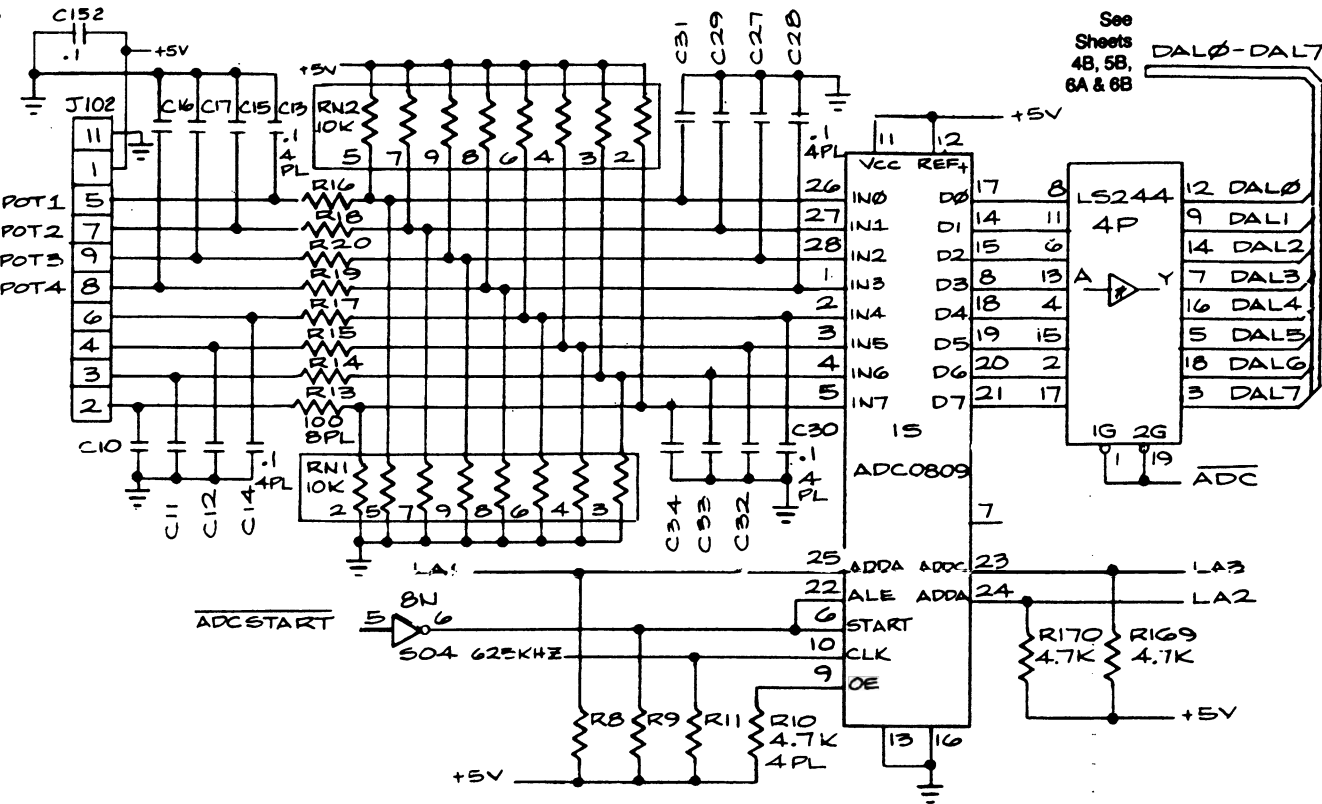 C152
.1
+5V
J102
C16
C17
C15
C13
.1
4
PL
11
1
POT1 5
POT2 7
POT3 9
POT4 8
6
4
3
2
C10
C11
C12
C14
.1
4PL
+5V
RN2
10K
5 7 9 8 6 4 3 2
R16
R18
R20
R19
R17
R15
R14
R13
100
8PL
RN1
10K
2 5 7 9 8 6 4 3
C31
C29
C27
C28
.1
4PL
C34
C33
C32
C30
.1
4
PL
+5V
11 12
VCC REF+
26 IN0 D0 17
27 IN1 D1 14
28 IN2 D2 15
1 IN3 D3 8
2 IN4 D4 18
3 IN5 D5 19
4 IN6 D6 20
5 IN7 D7 21
15
ADC0809
7
25 ADDA ADDC 23
22 ALE ADDA 24
6 START
10 CLK
9 OE
13 16
See
Sheets
4B, 5B,
6A & 6B
DALØ-DAL7
LS244
4P
A Y
8 12 DALØ
11 9 DAL1
6 14 DAL2
13 7 DAL3
4 16 DAL4
15 5 DAL5
2 18 DAL6
17 3 DAL7
1G 2G
1 19
ADC
LA1
8N
ADCSTART 5 6
S04 625KHZ
R8
R9
R11
R10
4.7K
4PL
+5V
LA3
LA2
R170
4.7K
R169
4.7K
+5V